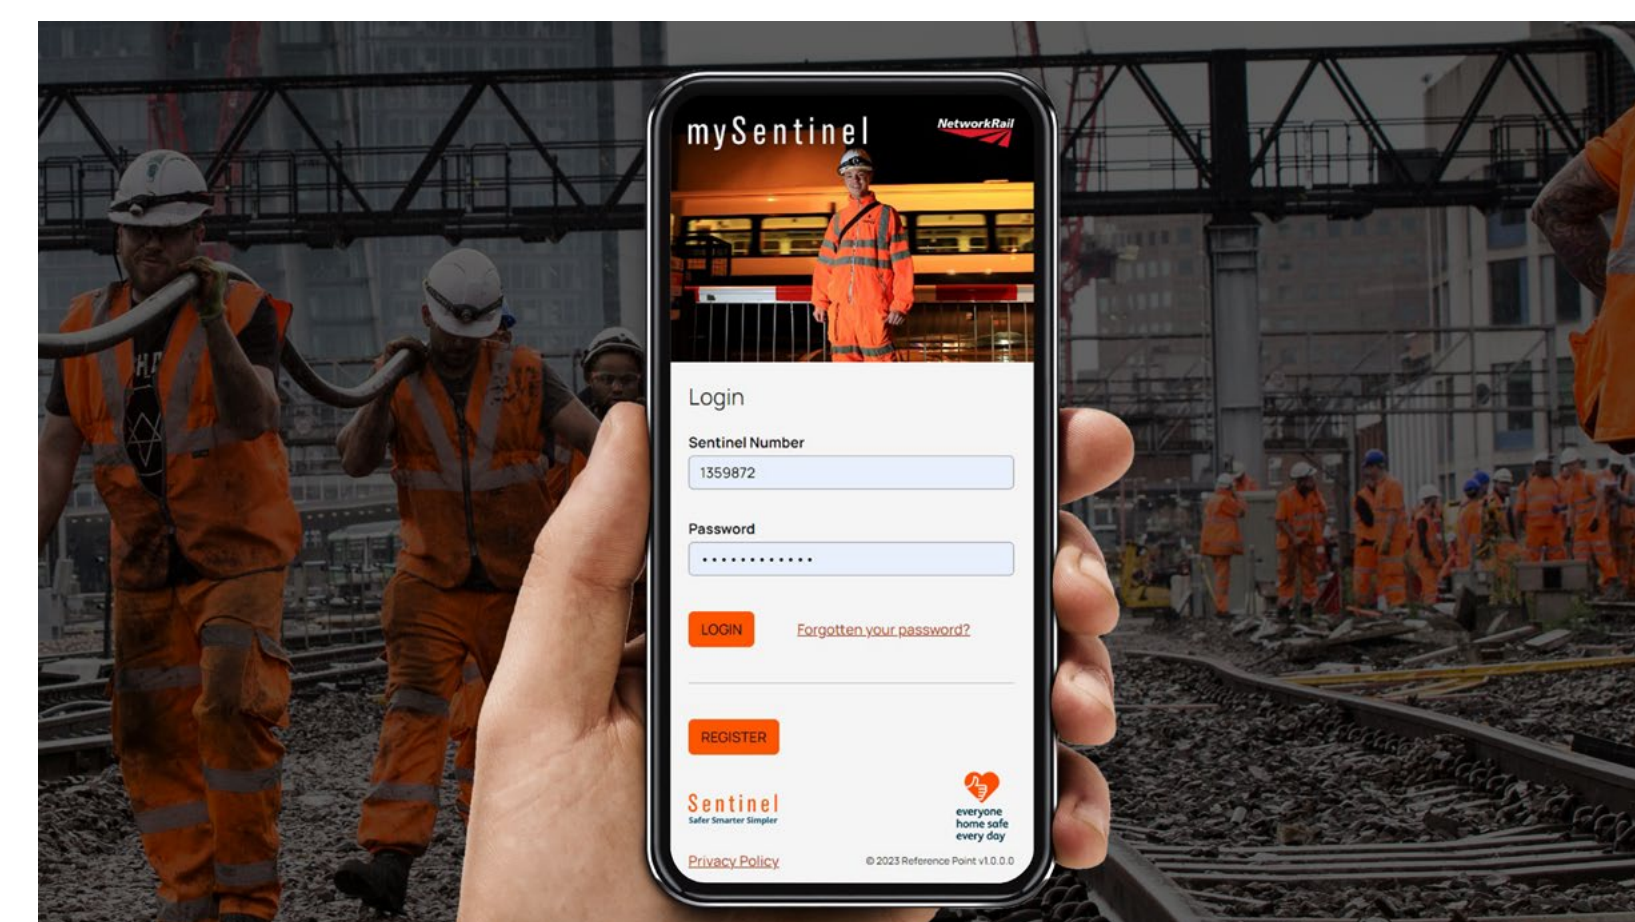 mySentinel
NetworkRail
Login
Sentinel Number
1359872
Password
LOGIN
Forgotten your password?
REGISTER
Sentinel
Safer Smarter Simpler
everyone
home safe
every day
Privacy Policy
© 2023 Reference Point v1.0.0.0